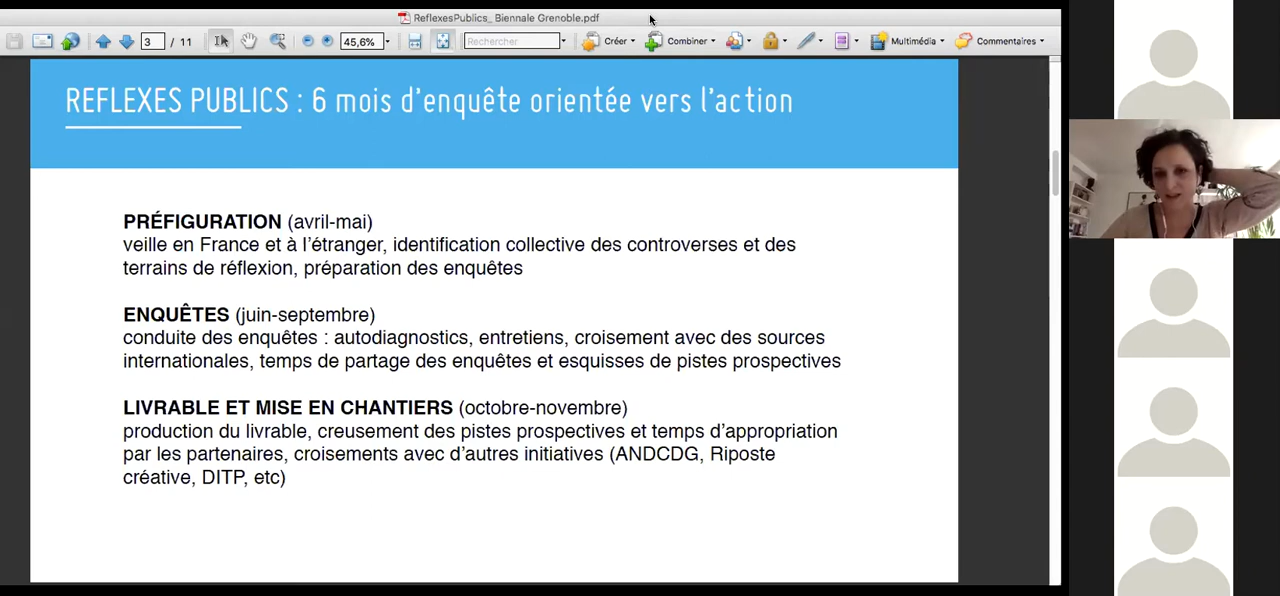 ReflexesPublics_ Biennale Grenoble.pdf
3 / 11
45,6%
Rechercher
Créer
Combiner
Multimédia
Commentaires
REFLEXES PUBLICS : 6 mois d'enquête orientée vers l'action
PRÉFIGURATION (avril-mai)
veille en France et à l'étranger, identification collective des controverses et des
terrains de réflexion, préparation des enquêtes
ENQUÊTES (juin-septembre)
conduite des enquêtes : autodiagnostics, entretiens, croisement avec des sources
internationales, temps de partage des enquêtes et esquisses de pistes prospectives
LIVRABLE ET MISE EN CHANTIERS (octobre-novembre)
production du livrable, creusement des pistes prospectives et temps d'appropriation
par les partenaires, croisements avec d'autres initiatives (ANDCDG, Riposte
créative, DITP, etc)